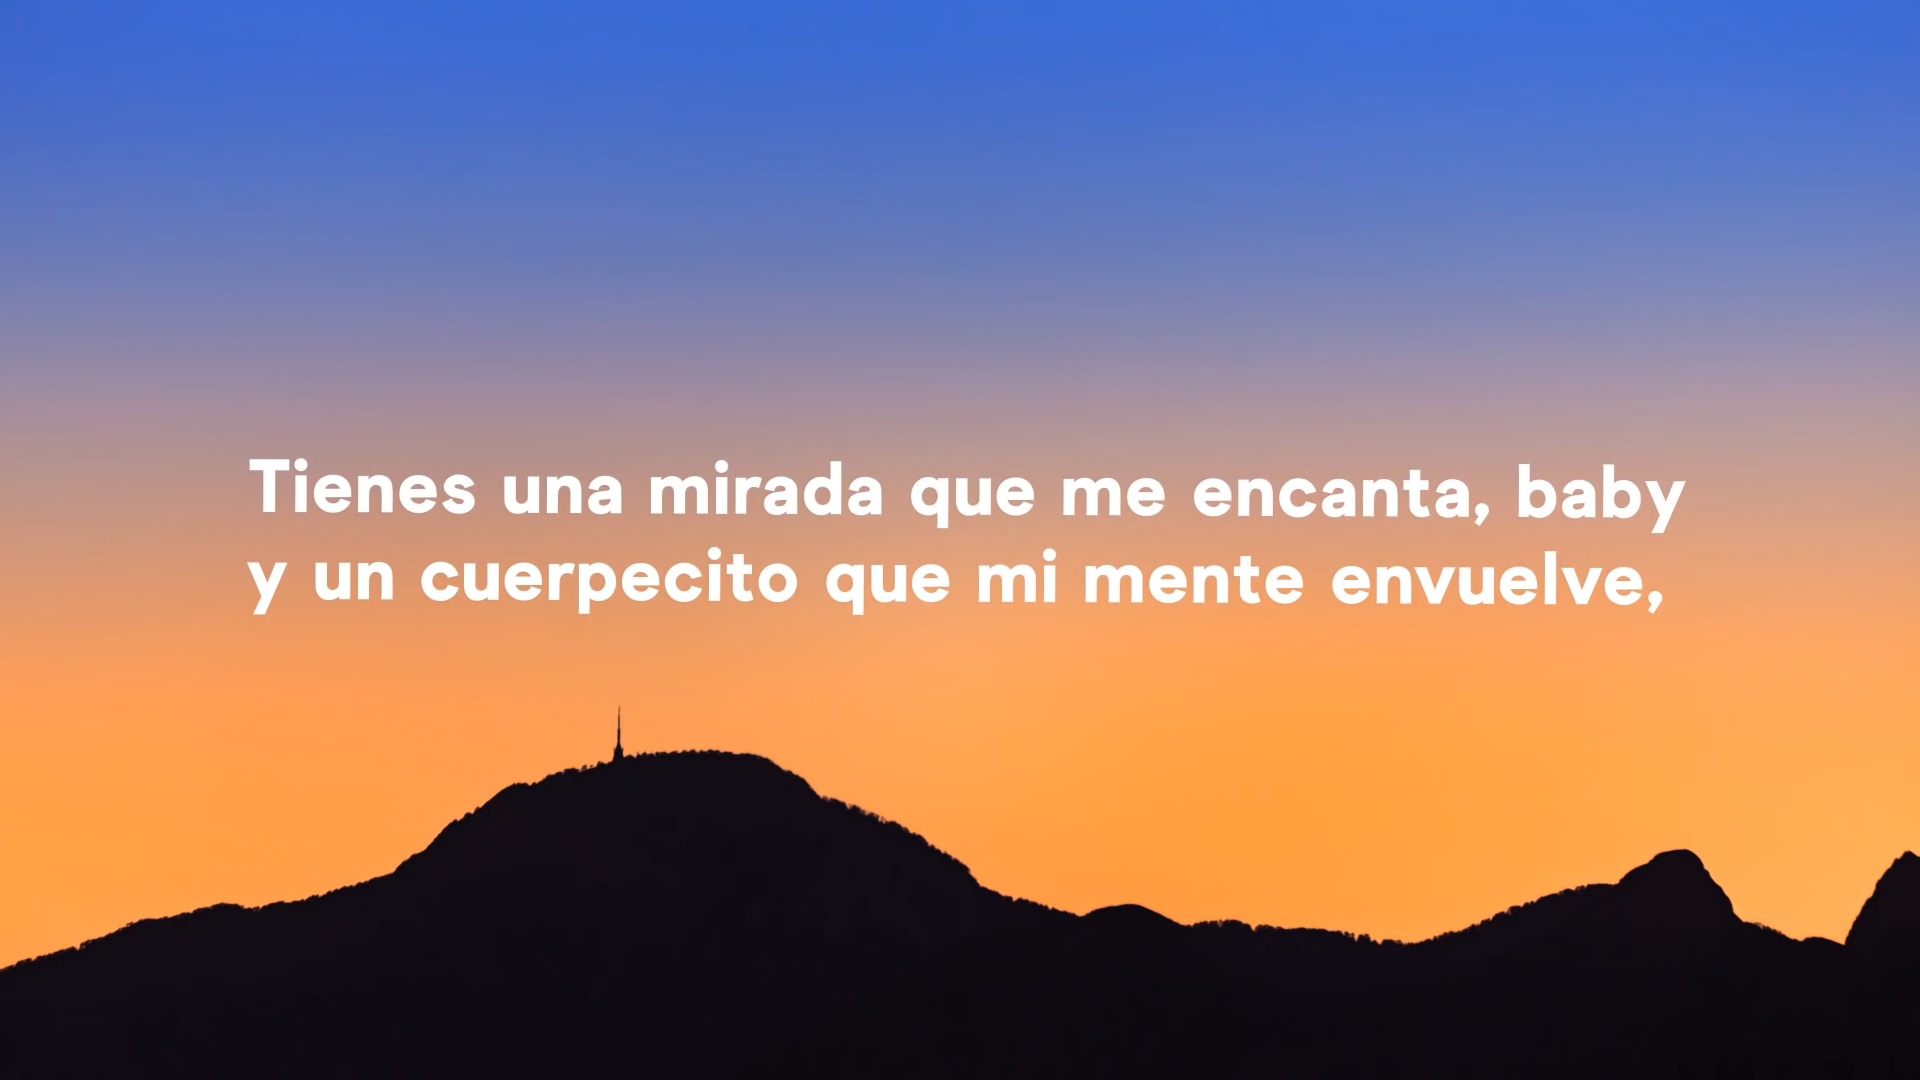 Tienes una mirada que me encanta, baby
y un cuerpecito que mi mente envuelve,